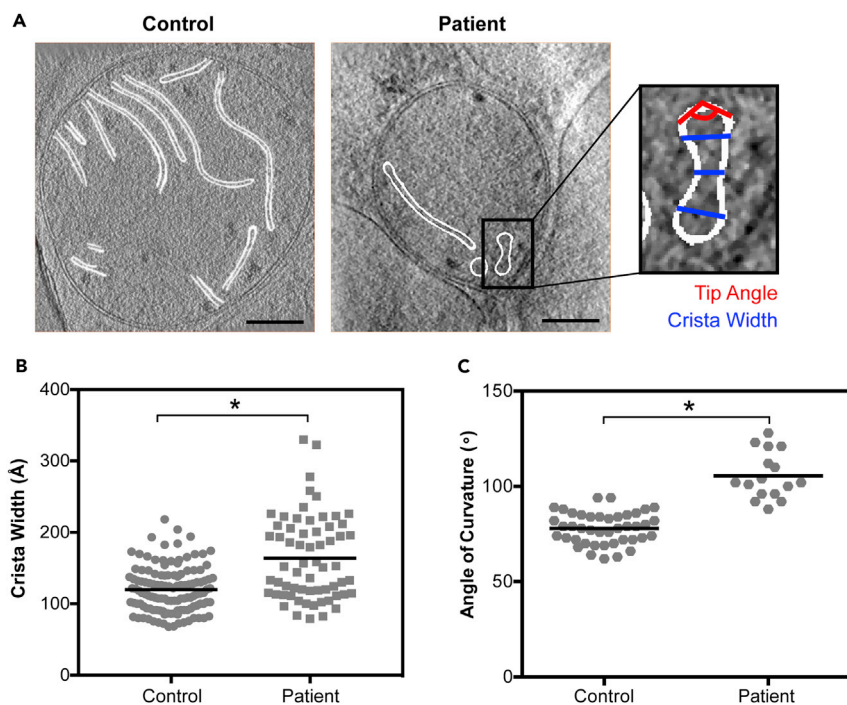 A
Control
Patient
Tip Angle
Crista Width
B
400
300
200
100
0
Crista Width (Å)
*
Control
Patient
C
150
100
50
0
Angle of Curvature (°)
*
Control
Patient